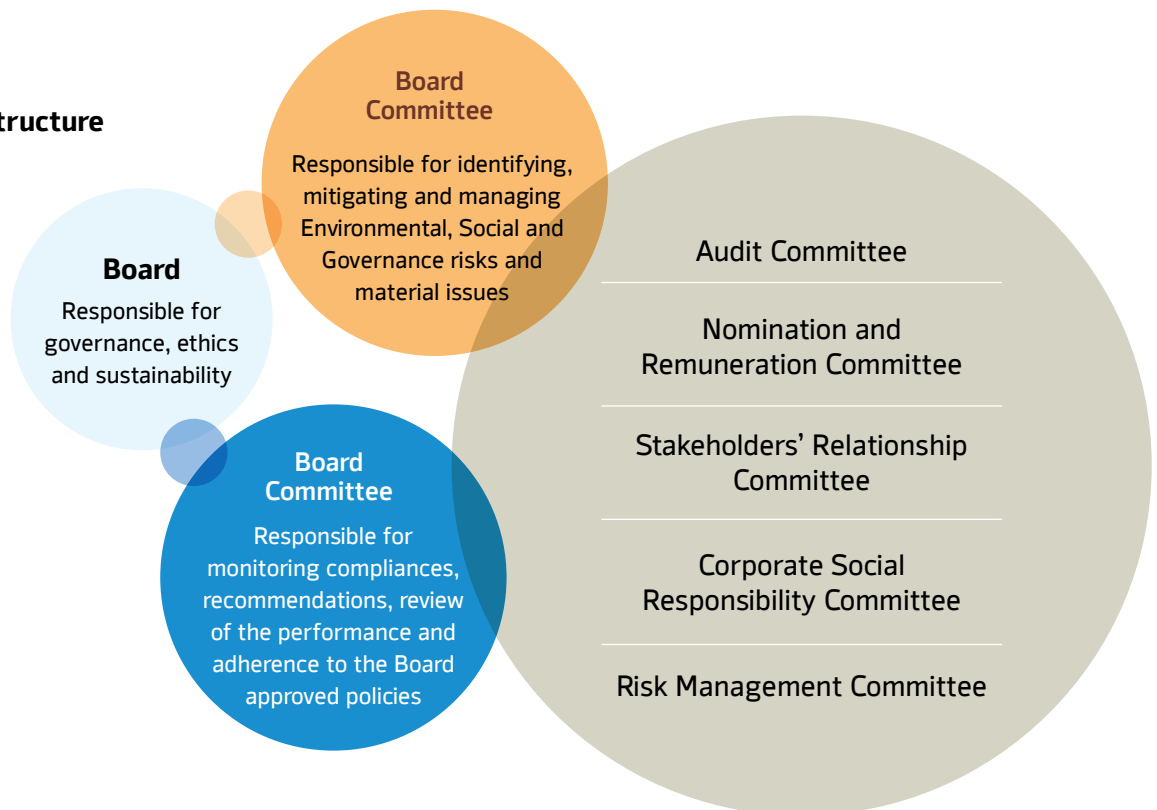 tructure
Board
Committee
Responsible for identifying,
mitigating and managing
Environmental, Social and
Governance risks and
material issues
Board
Responsible for
governance, ethics
and sustainability
Board
Committee
Responsible for
monitoring compliances,
recommendations, review
of the performance and
adherence to the Board
approved policies
Audit Committee
Nomination and
Remuneration Committee
Stakeholders’ Relationship
Committee
Corporate Social
Responsibility Committee
Risk Management Committee